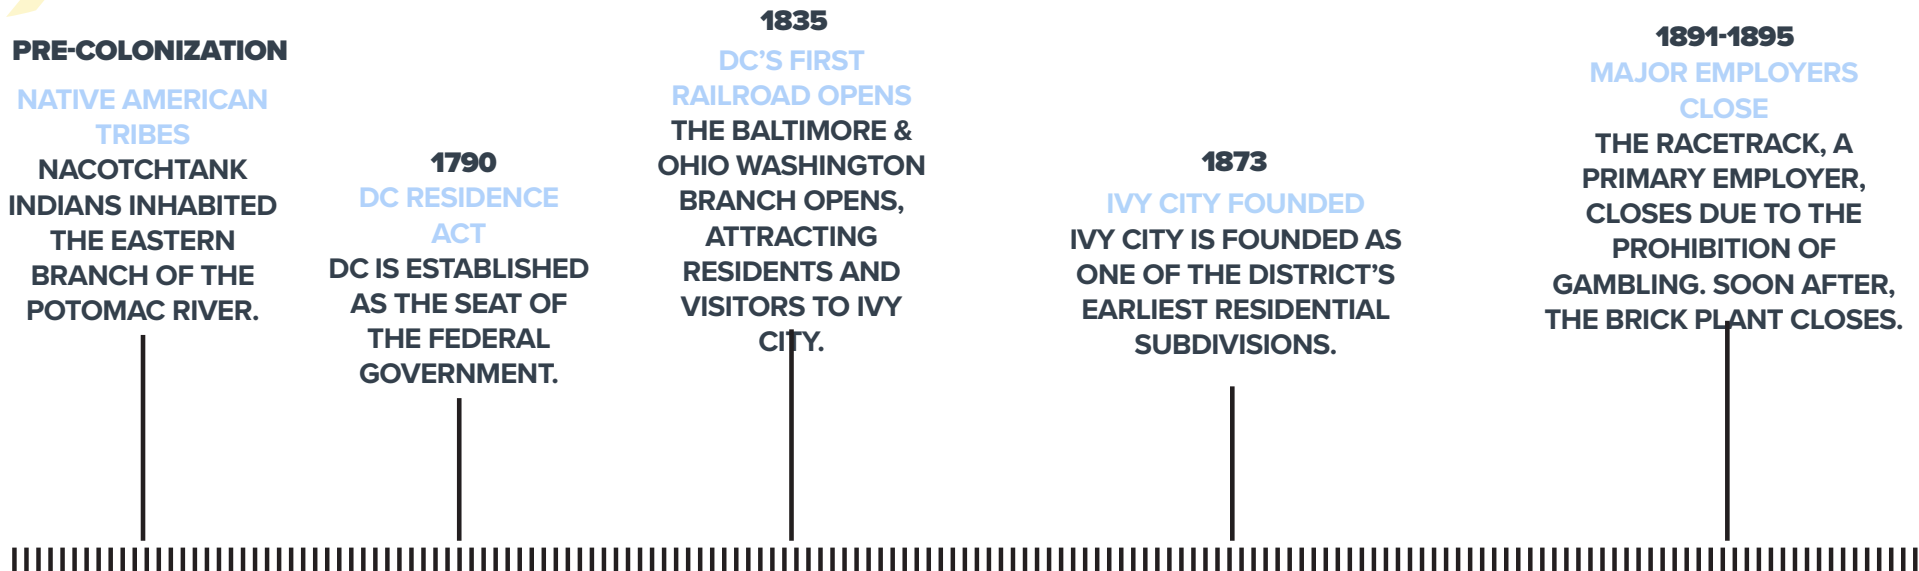 PRE-COLONIZATION
NATIVE AMERICAN
TRIBES
NACOTCHTANK
INDIANS INHABITED
THE EASTERN
BRANCH OF THE
POTOMAC RIVER.
1790
DC RESIDENCE
ACT
DC IS ESTABLISHED
AS THE SEAT OF
THE FEDERAL
GOVERNMENT.
1835
DC’S FIRST
RAILROAD OPENS
THE BALTIMORE &
OHIO WASHINGTON
BRANCH OPENS,
ATTRACTING
RESIDENTS AND
VISITORS TO IVY
CITY.
1873
IVY CITY FOUNDED
IVY CITY IS FOUNDED AS
ONE OF THE DISTRICT’S
EARLIEST RESIDENTIAL
SUBDIVISIONS.
1891-1895
MAJOR EMPLOYERS
CLOSE
THE RACETRACK, A
PRIMARY EMPLOYER,
CLOSES DUE TO THE
PROHIBITION OF
GAMBLING. SOON AFTER,
THE BRICK PLANT CLOSES.